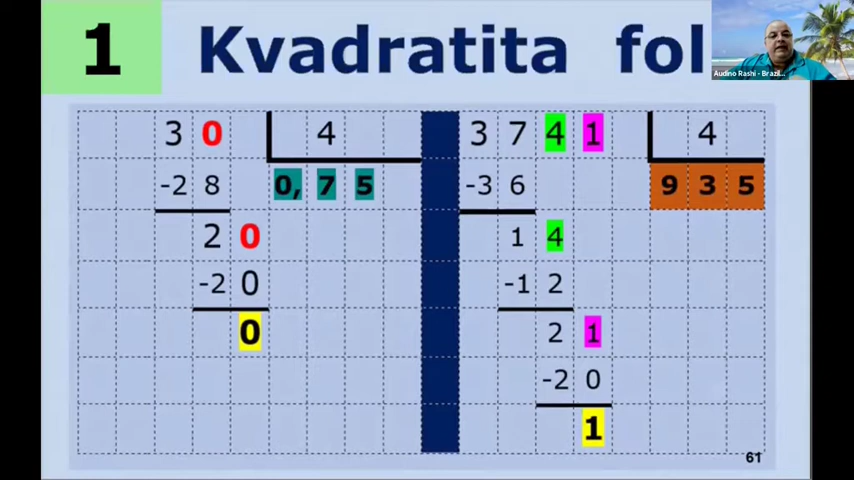 1 Kvadratita fol
Audino Rashi - Brazil...
3 0 4
-2 8 0, 7 5
2 0
-2 0
0
3 7 4 1 4
-3 6 9 3 5
1 4
-1 2
2 1
-2 0
1
61